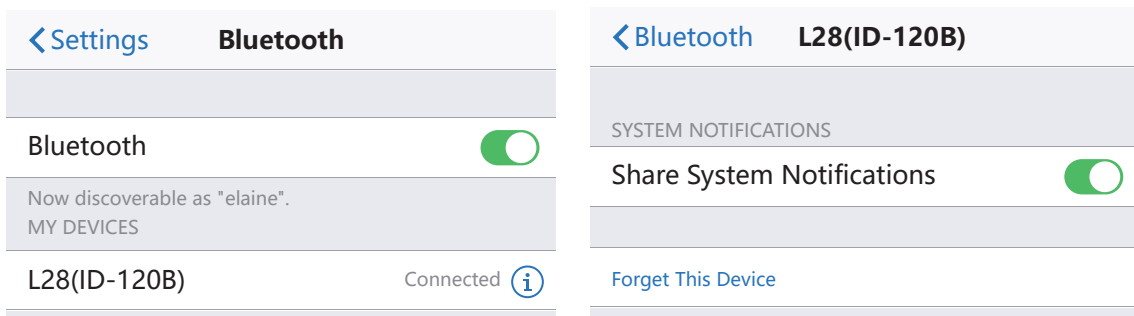 Settings Bluetooth
Bluetooth
Now discoverable as "elaine".
MY DEVICES
L28(ID-120B) Connected
Bluetooth L28(ID-120B)
SYSTEM NOTIFICATIONS
Share System Notifications
Forget This Device